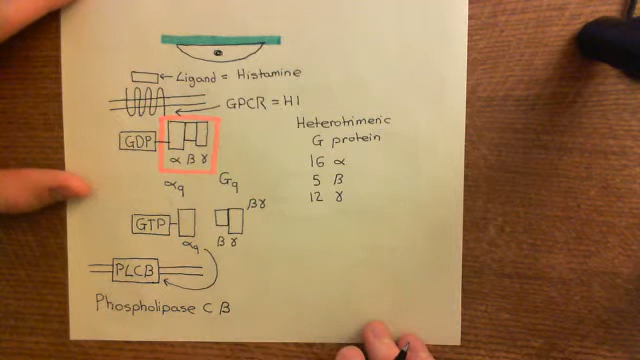 Ligand = Histamine
GPCR = H1
GDP
α β γ
αq
Gq
Heterotrimeric
G protein
16 α
5 β
12 γ
GTP
αq
β γ
βγ
PLCβ
Phospholipase C β